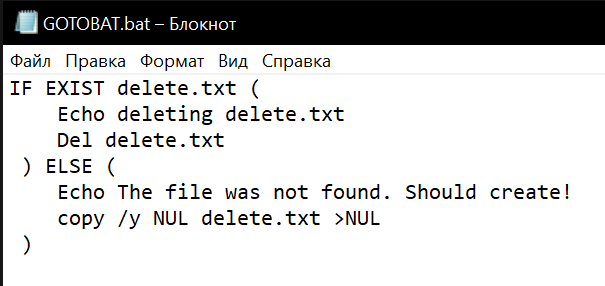 GOTOBAT.bat – Блокнот
Файл Правка Формат Вид Справка
IF EXIST delete.txt (
    Echo deleting delete.txt
    Del delete.txt
 ) ELSE (
    Echo The file was not found. Should create!
    copy /y NUL delete.txt >NUL
 )